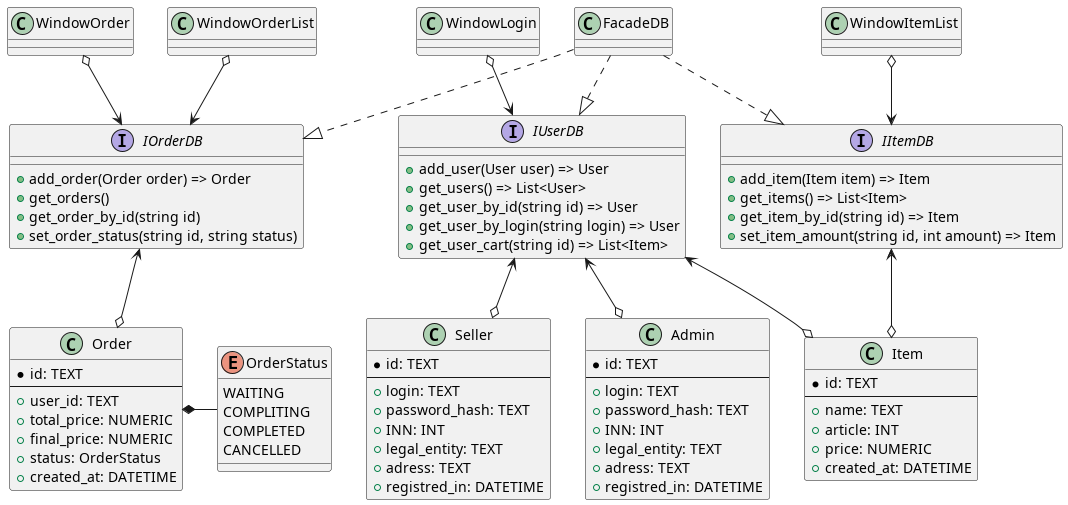 C WindowOrder
C WindowOrderList
C WindowLogin
C FacadeDB
C WindowItemList
I IOrderDB
+add_order(Order order) => Order
+get_orders()
+get_order_by_id(string id)
+set_order_status(string id, string status)
I IUserDB
add_user(User user) => User
get_users() => List<User>
get_user_by_id(string id) => User
get_user_by_login(string login) => User
get_user_cart(string id) => List<Item>
I IItemDB
add_item(Item item) => Item
get_items() => List<Item>
get_item_by_id(string id) => Item
set_item_amount(string id, int amount) => Item
C Order
id: TEXT
user_id: TEXT
total_price: NUMERIC
final_price: NUMERIC
status: OrderStatus
created_at: DATETIME
E OrderStatus
WAITING
COMPLITING
COMPLETED
CANCELLED
C Seller
id: TEXT
login: TEXT
password_hash: TEXT
INN: INT
legal_entity: TEXT
adress: TEXT
registred_in: DATETIME
C Admin
id: TEXT
login: TEXT
password_hash: TEXT
INN: INT
legal_entity: TEXT
adress: TEXT
registred_in: DATETIME
C Item
id: TEXT
name: TEXT
article: INT
price: NUMERIC
created_at: DATETIME